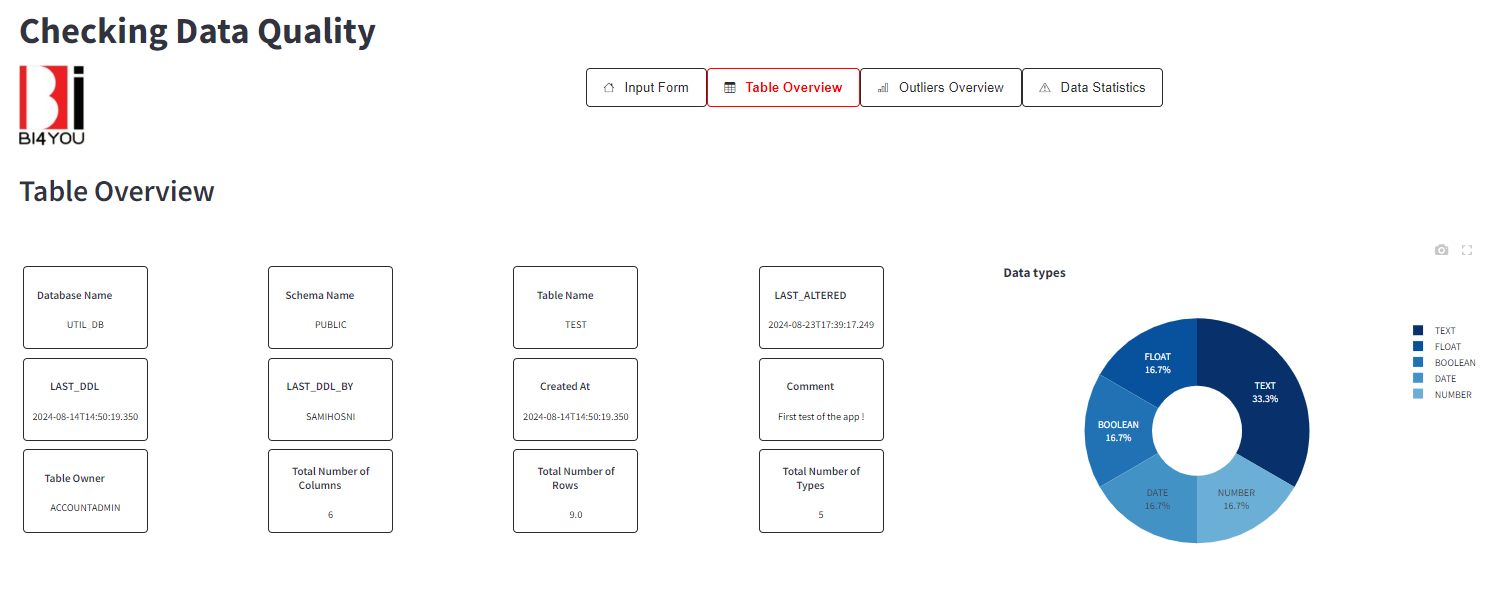 Checking Data Quality
BI4YOU
Input Form
Table Overview
Outliers Overview
Data Statistics
Table Overview
Database Name
UTIL_DB
Schema Name
PUBLIC
Table Name
TEST
LAST_ALTERED
2024-08-23T17:39:17.249
LAST_DDL
2024-08-14T14:50:19.350
LAST_DDL_BY
SAMIHOSNI
Created At
2024-08-14T14:50:19.350
Comment
First test of the app !
Table Owner
ACCOUNTADMIN
Total Number of
Columns
6
Total Number of
Rows
9.0
Total Number of
Types
5
Data types
FLOAT
16.7%
TEXT
33.3%
BOOLEAN
16.7%
DATE
16.7%
NUMBER
16.7%
TEXT
FLOAT
BOOLEAN
DATE
NUMBER